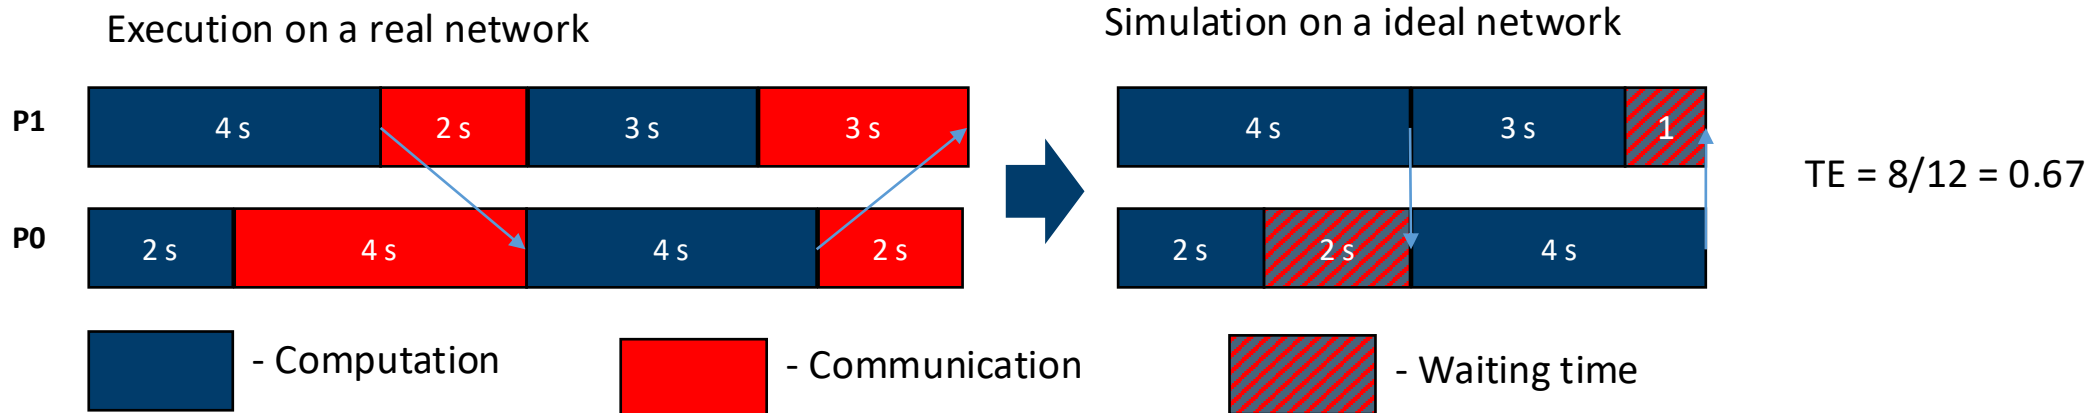 Execution on a real network
Simulation on a ideal network
P1
4 s
2 s
3 s
3 s
4 s
3 s
1
TE = 8/12 = 0.67
P0
2 s
4 s
4 s
2 s
2 s
2 s
4 s
- Computation
- Communication
- Waiting time